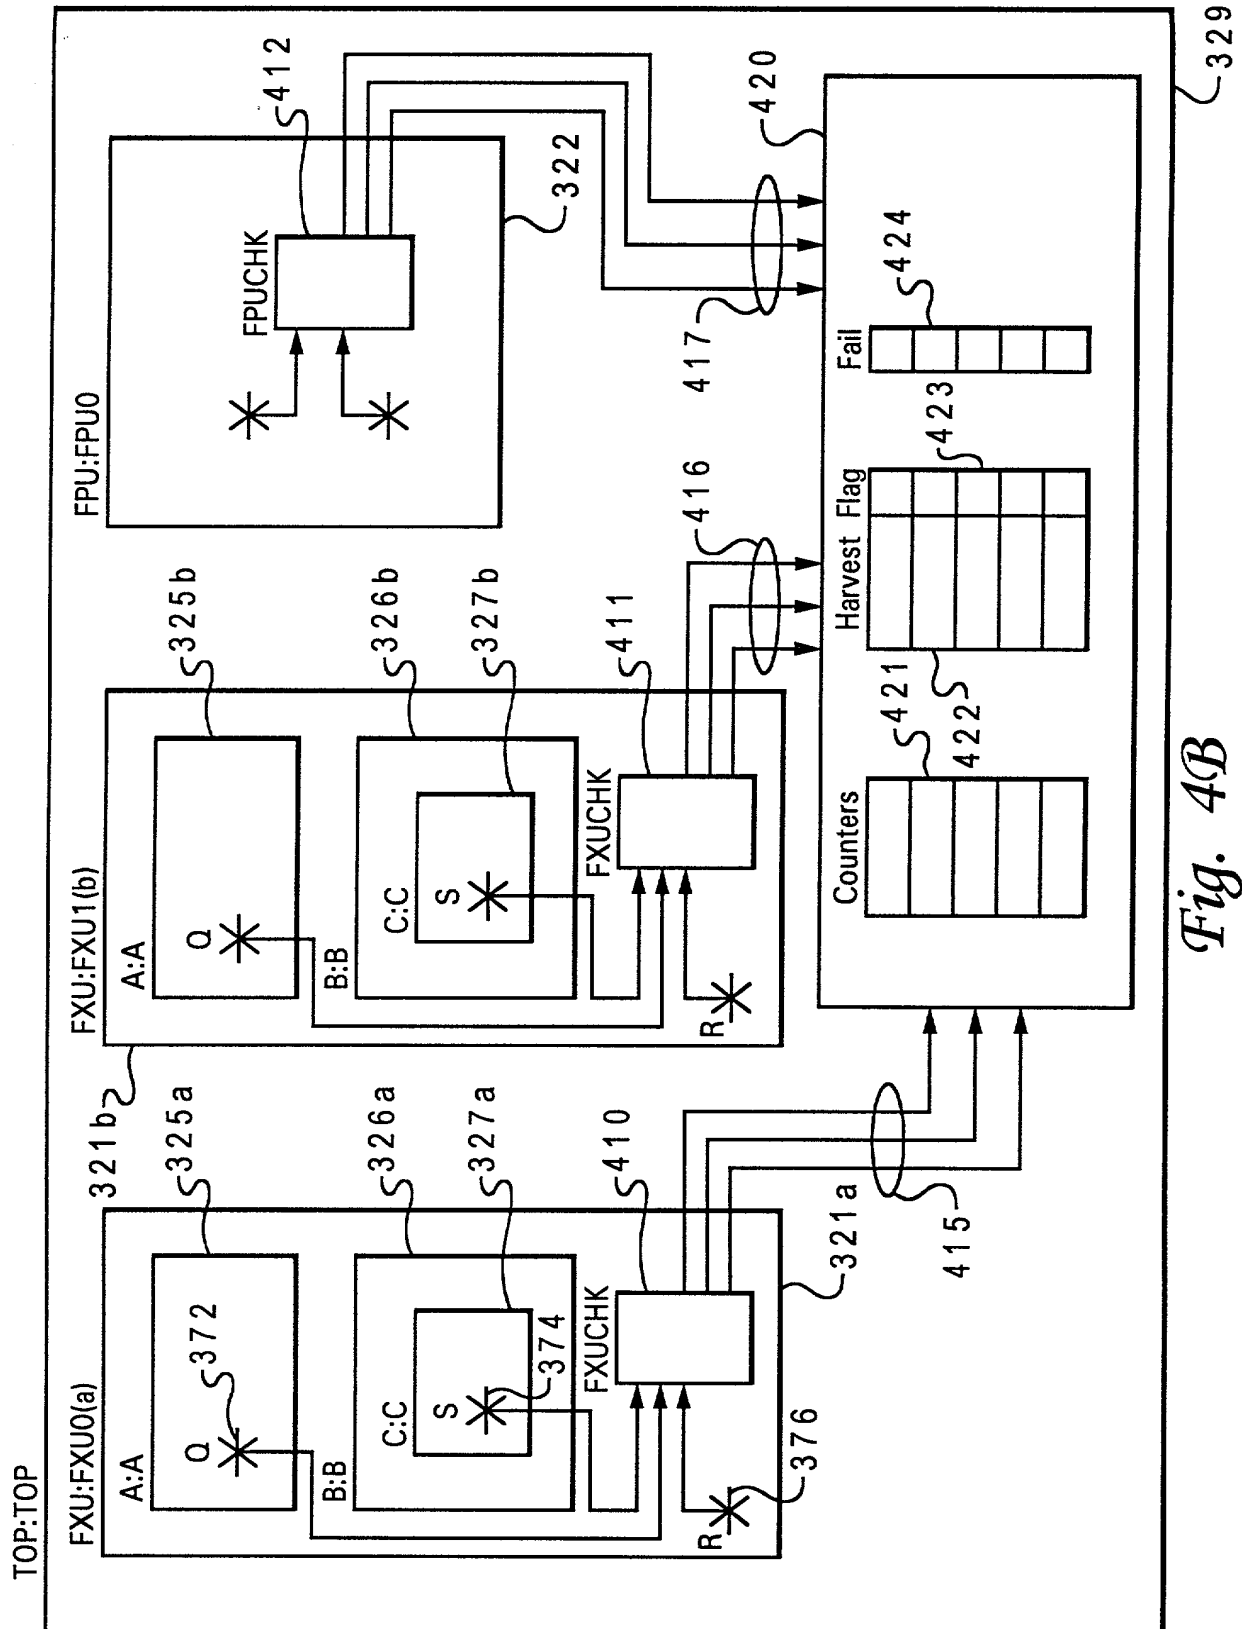 TOP:TOP
FXU:FXU0(a)
A:A
Q
372
325a
B:B
326a
C:C
S
374
327a
FXUCHK
410
R
376
321a
415
321b
FXU:FXU1(b)
A:A
Q
325b
B:B
326b
C:C
S
327b
FXUCHK
411
R
416
FPU:FPU0
FPUCHK
412
322
417
420
Counters
421
422
Harvest Flag
423
Fail
424
329
Fig. 4B